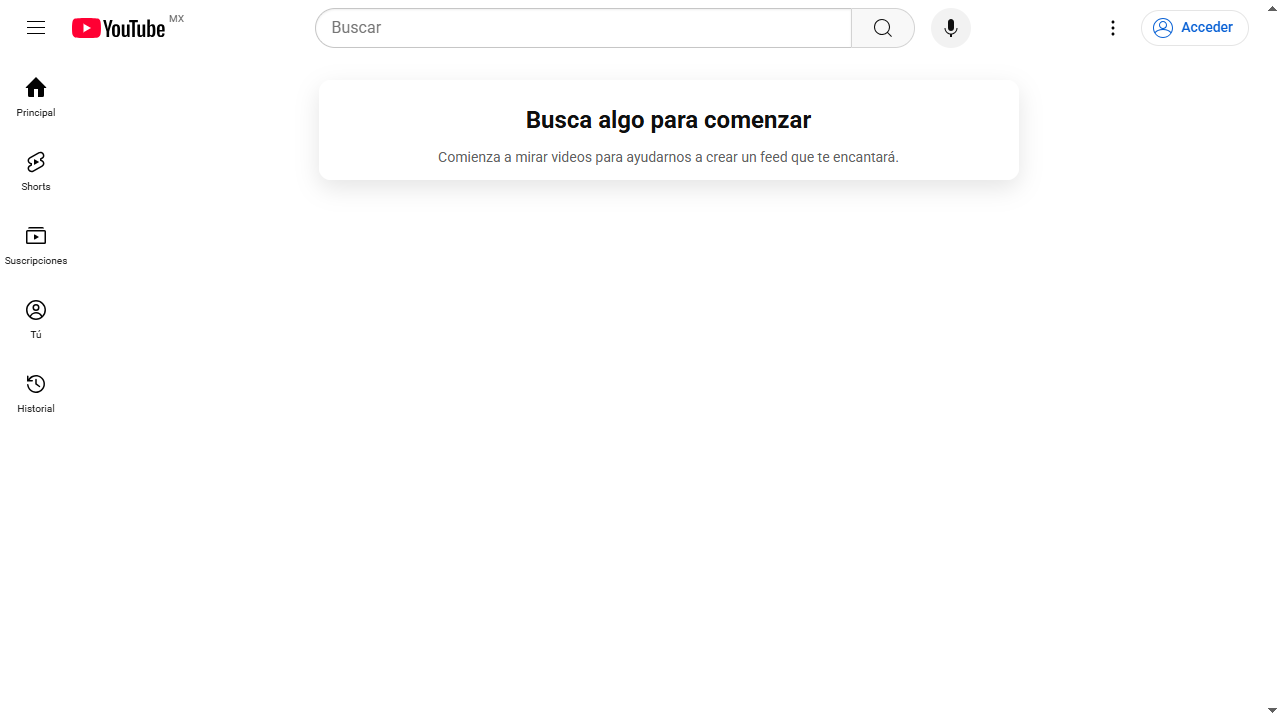 YouTube MX
Buscar
Acceder
Principal
Shorts
Suscripciones
Tú
Historial
Busca algo para comenzar
Comienza a mirar videos para ayudarnos a crear un feed que te encantará.